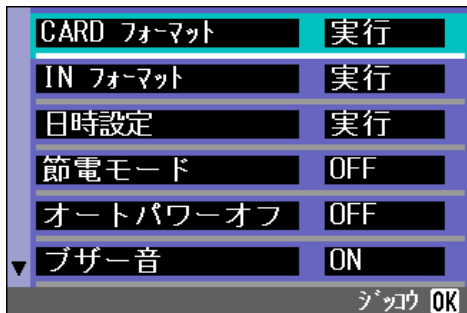 CARD フォーマット 実行
IN フォーマット 実行
日時設定 実行
節電モード OFF
オートパワーオフ OFF
ブザー音 ON
ジッコウ OK